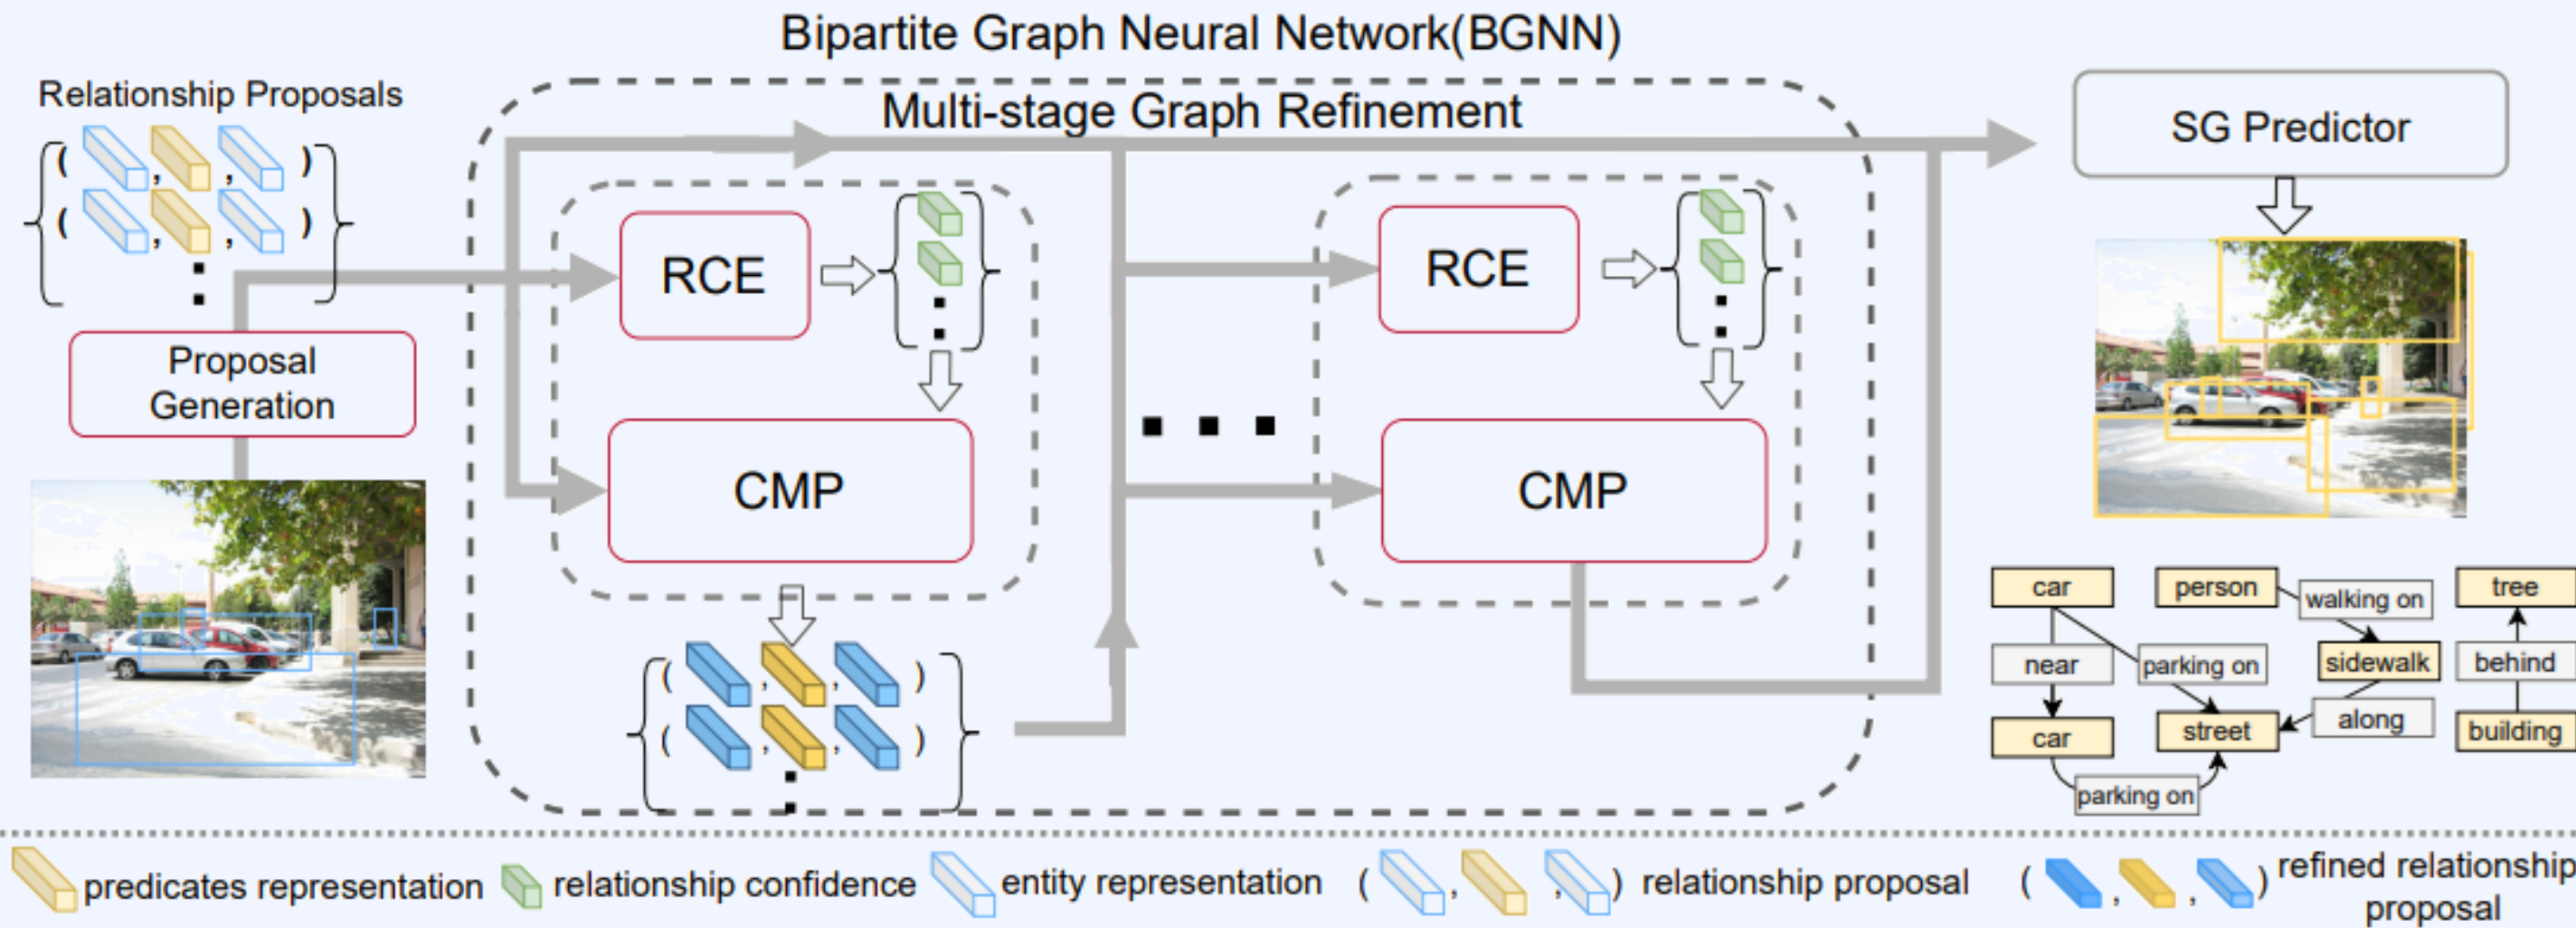 Bipartite Graph Neural Network(BGNN)
Relationship Proposals
( , , )
( , , )
Proposal
Generation
Multi-stage Graph Refinement
RCE
CMP
( , , )
( , , )
RCE
CMP
SG Predictor
car
person
walking on
tree
near
parking on
sidewalk
behind
car
street
along
building
parking on
predicates representation
relationship confidence
entity representation
( , , ) relationship proposal
( , , ) refined relationship
proposal